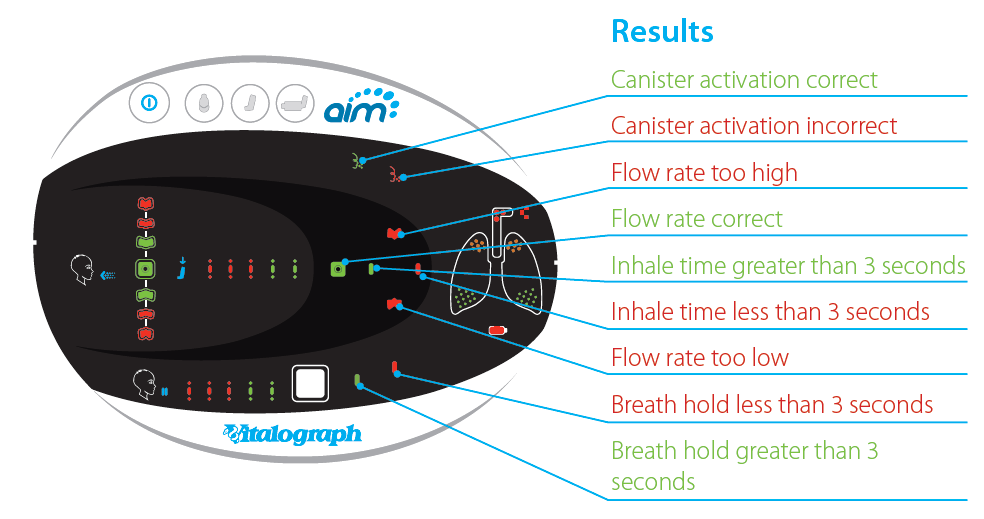 Results
Canister activation correct
aim
Canister activation incorrect
Flow rate too high
Flow rate correct
Inhale time greater than 3 seconds
Inhale time less than 3 seconds
Flow rate too low
Breath hold less than 3 seconds
Vitalograph
Breath hold greater than 3
seconds